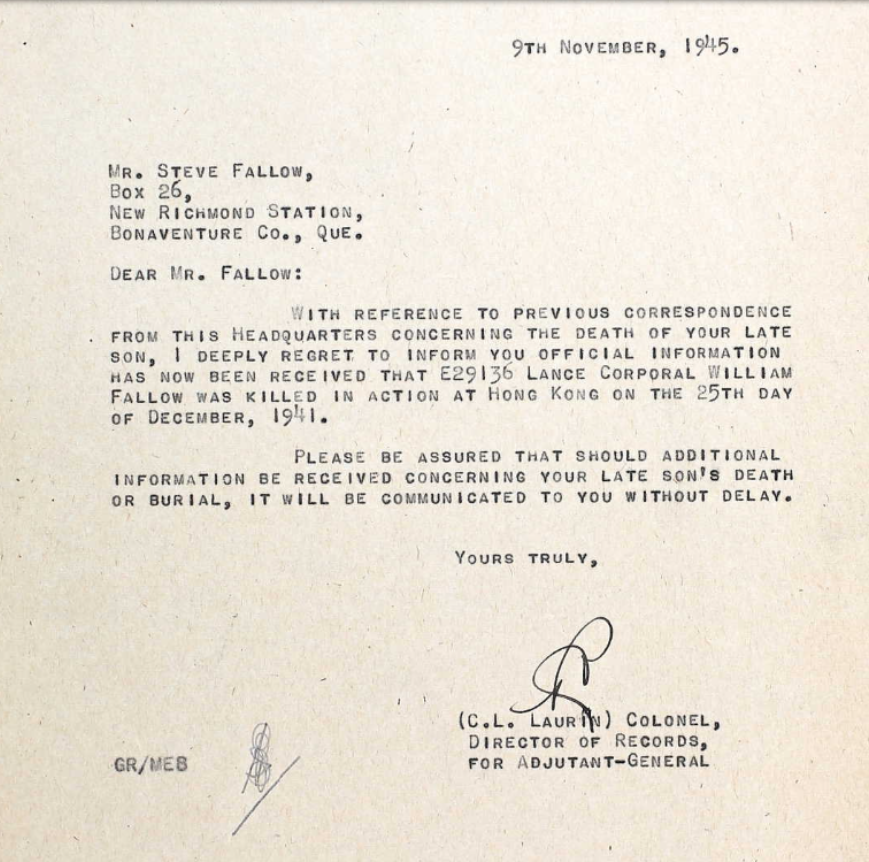 9TH NOVEMBER, 1945.
MR. STEVE FALLOW,
BOX 26,
NEW RICHMOND STATION,
BONAVENTURE CO., QUE.
DEAR MR. FALLOW:
WITH REFERENCE TO PREVIOUS CORRESPONDENCE
FROM THIS HEADQUARTERS CONCERNING THE DEATH OF YOUR LATE
SON, I DEEPLY REGRET TO INFORM YOU OFFICIAL INFORMATION
HAS NOW BEEN RECEIVED THAT E29136 LANCE CORPORAL WILLIAM
FALLOW WAS KILLED IN ACTION AT HONG KONG ON THE 25TH DAY
OF DECEMBER, 1941.
PLEASE BE ASSURED THAT SHOULD ADDITIONAL
INFORMATION BE RECEIVED CONCERNING YOUR LATE SON'S DEATH
OR BURIAL, IT WILL BE COMMUNICATED TO YOU WITHOUT DELAY.
YOURS TRULY,
(C.L. LAURIN) COLONEL,
DIRECTOR OF RECORDS,
FOR ADJUTANT-GENERAL
GR/MEB